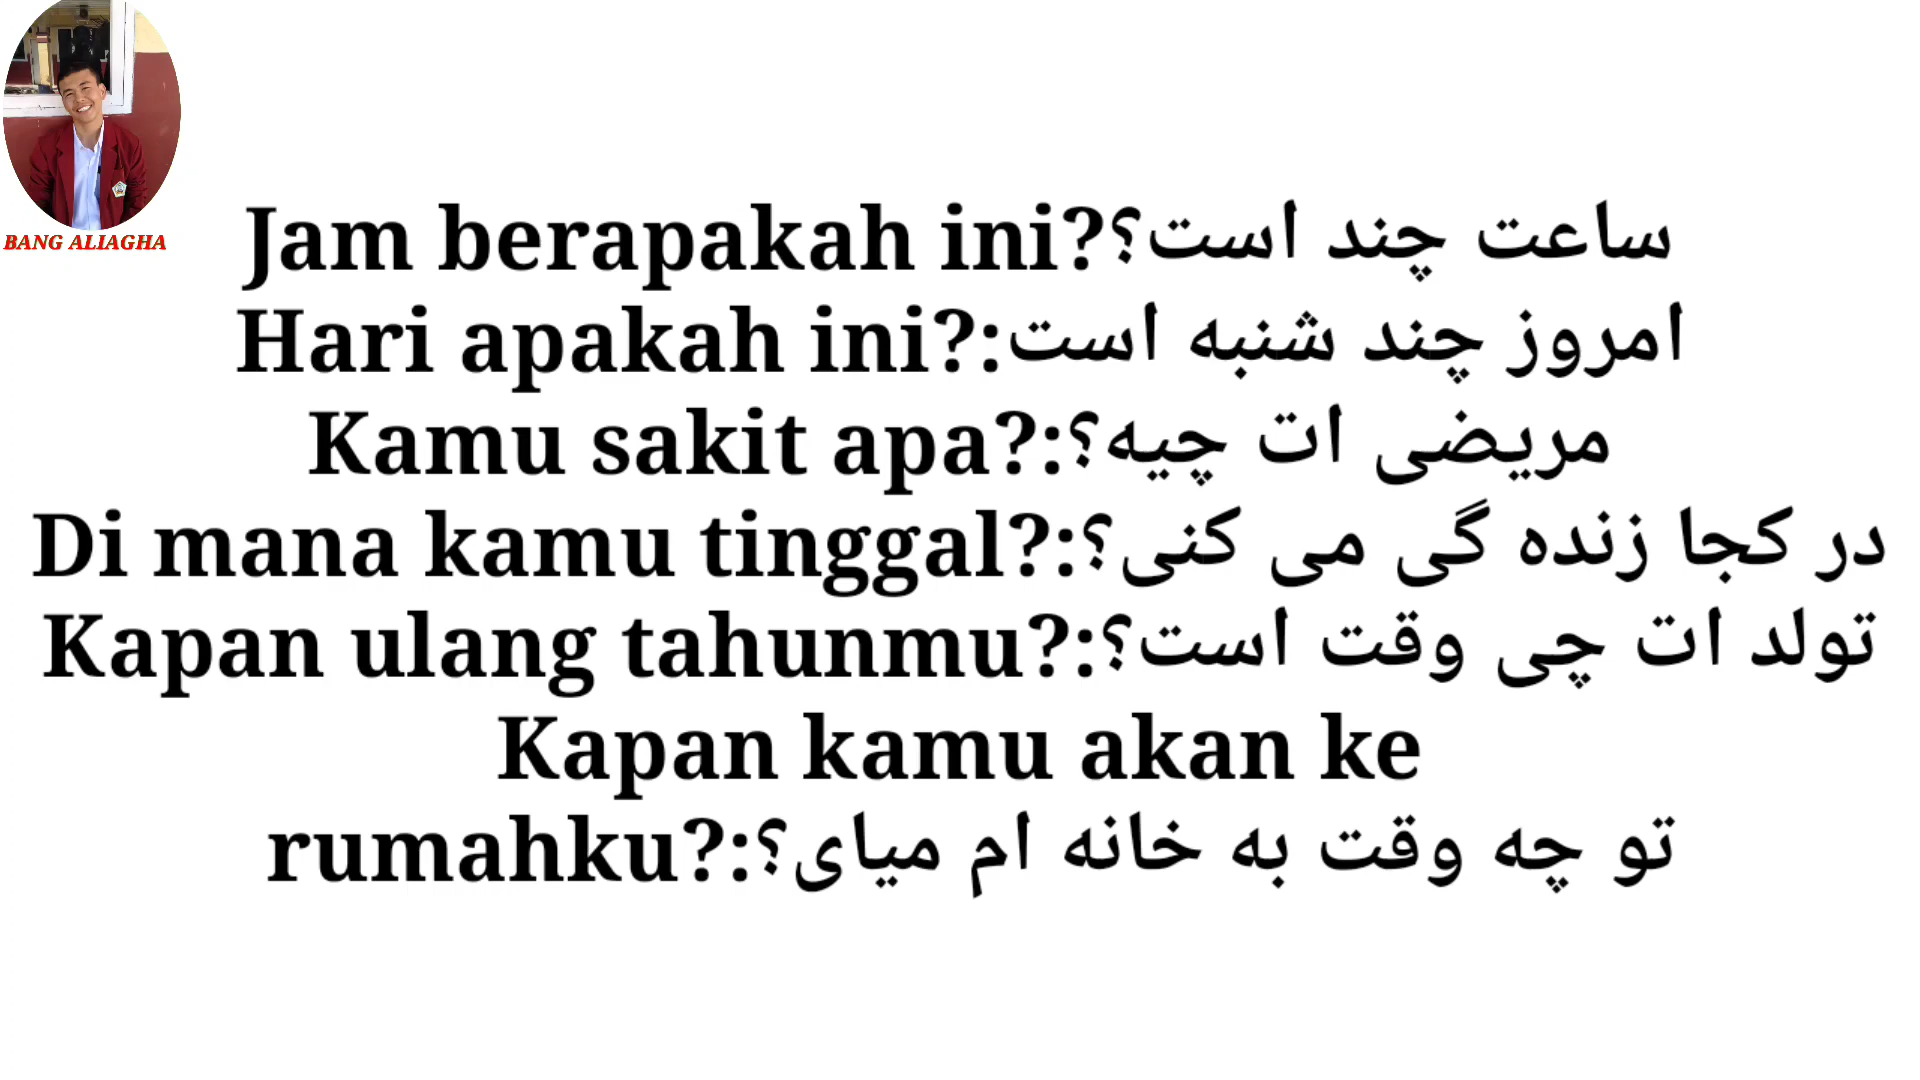 BANG ALIAGHA
Jam berapakah ini?ساعت چند است؟
Hari apakah ini?:امروز چند شنبه است
Kamu sakit apa?:مریضی ات چیه؟
Di mana kamu tinggal?:در کجا زنده گی می کنی؟
Kapan ulang tahunmu?:تولد ات چی وقت است؟
Kapan kamu akan ke
rumahku?:تو چه وقت به خانه ام میای؟